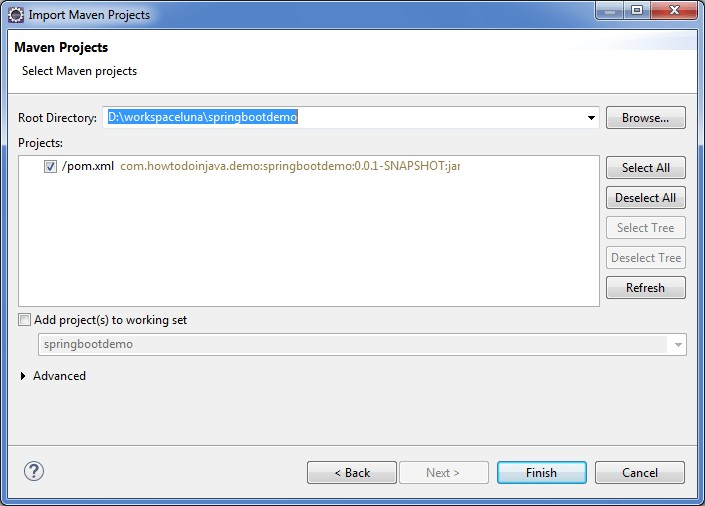 Import Maven Projects
Maven Projects
Select Maven projects
Root Directory: D:\workspaceluna\springbootdemo Browse...
Projects:
/pom.xml com.howtodoinjava.demo:springbootdemo:0.0.1-SNAPSHOT:jar
Select All
Deselect All
Select Tree
Deselect Tree
Refresh
Add project(s) to working set
springbootdemo
Advanced
? < Back Next > Finish Cancel